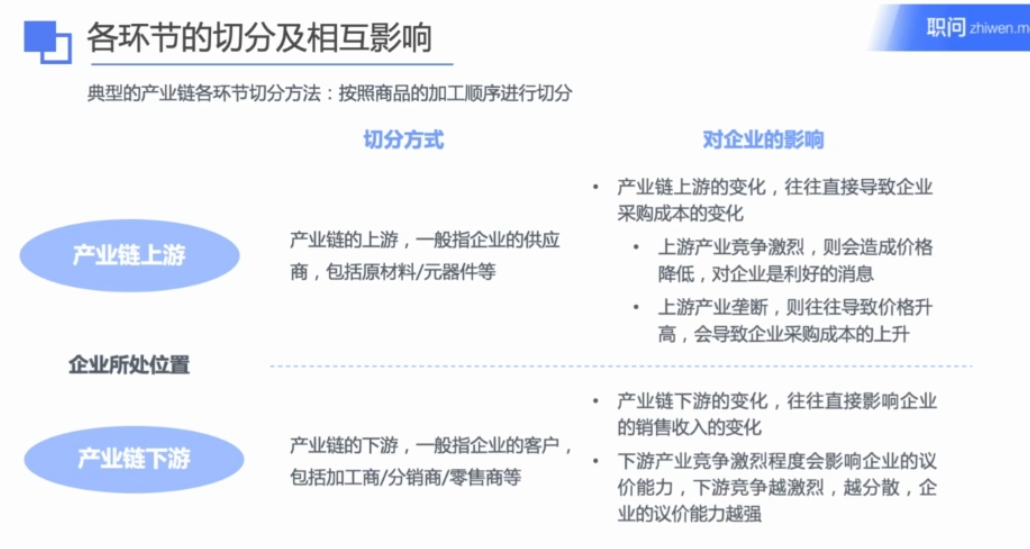 各环节的切分及相互影响
职问 zhiwen.m
典型的产业链各环节切分方法：按照商品的加工顺序进行切分
切分方式
对企业的影响
产业链上游
产业链的上游，一般指企业的供应
商，包括原材料/元器件等
• 产业链上游的变化，往往直接导致企业
采购成本的变化
• 上游产业竞争激烈，则会造成价格
降低，对企业是利好的消息
• 上游产业垄断，则往往导致价格升
高，会导致企业采购成本的上升
企业所处位置
产业链下游
产业链的下游，一般指企业的客户，
包括加工商/分销商/零售商等
• 产业链下游的变化，往往直接影响企业
的销售收入的变化
• 下游产业竞争激烈程度会影响企业的议
价能力，下游竞争越激烈，越分散，企
业的议价能力越强